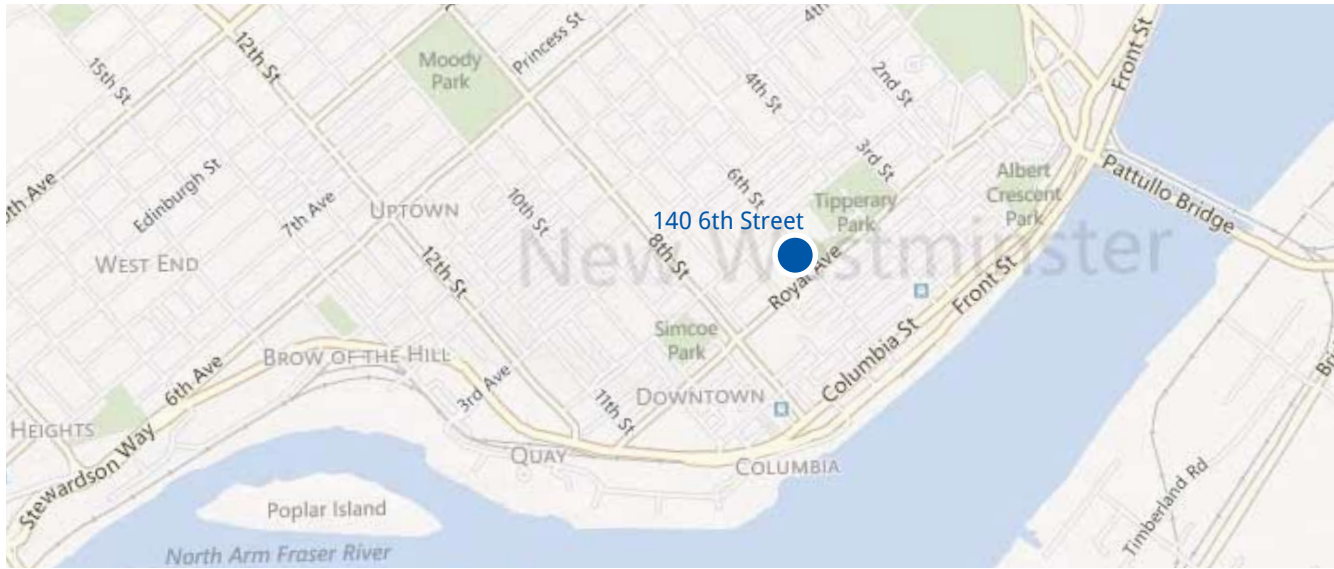 4th
12th St
Princess St
Moody
Park
15th St
4th St
2nd St
Front St
3rd St
Albert
Crescent
Park
Pattullo Bridge
6th St
Tipperary
Park
Edinburgh St
7th Ave
UPTOWN
10th St
140 6th Street
8th St
New Westminster
WEST END
12th St
Royal Ave
Front St
Simcoe
Park
Columbia St
BROW OF THE HILL
6th Ave
3rd Ave
11th St
DOWNTOWN
HEIGHTS
Stewardson Way
QUAY
COLUMBIA
Poplar Island
Timberland Rd
North Arm Fraser River